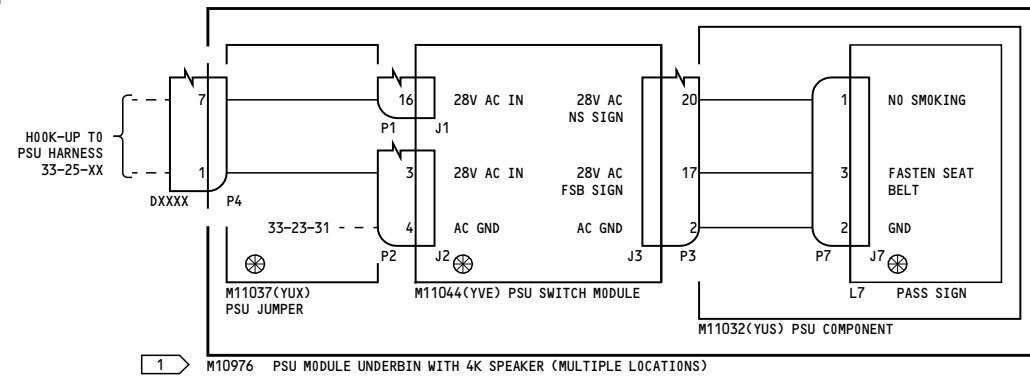 7
16
28V AC IN
28V AC
NS SIGN
20
1
NO SMOKING
P1
J1
HOOK-UP TO
PSU HARNESS
33-25-XX
1
3
28V AC IN
28V AC
FSB SIGN
17
3
FASTEN SEAT
BELT
DXXXX
P4
33-23-31
4
AC GND
AC GND
2
2
GND
P2
J2
J3
P3
P7
J7
M11037(YUX)
PSU JUMPER
M11044(YVE) PSU SWITCH MODULE
L7
PASS SIGN
M11032(YUS) PSU COMPONENT
1
M10976 PSU MODULE UNDERBIN WITH 4K SPEAKER (MULTIPLE LOCATIONS)